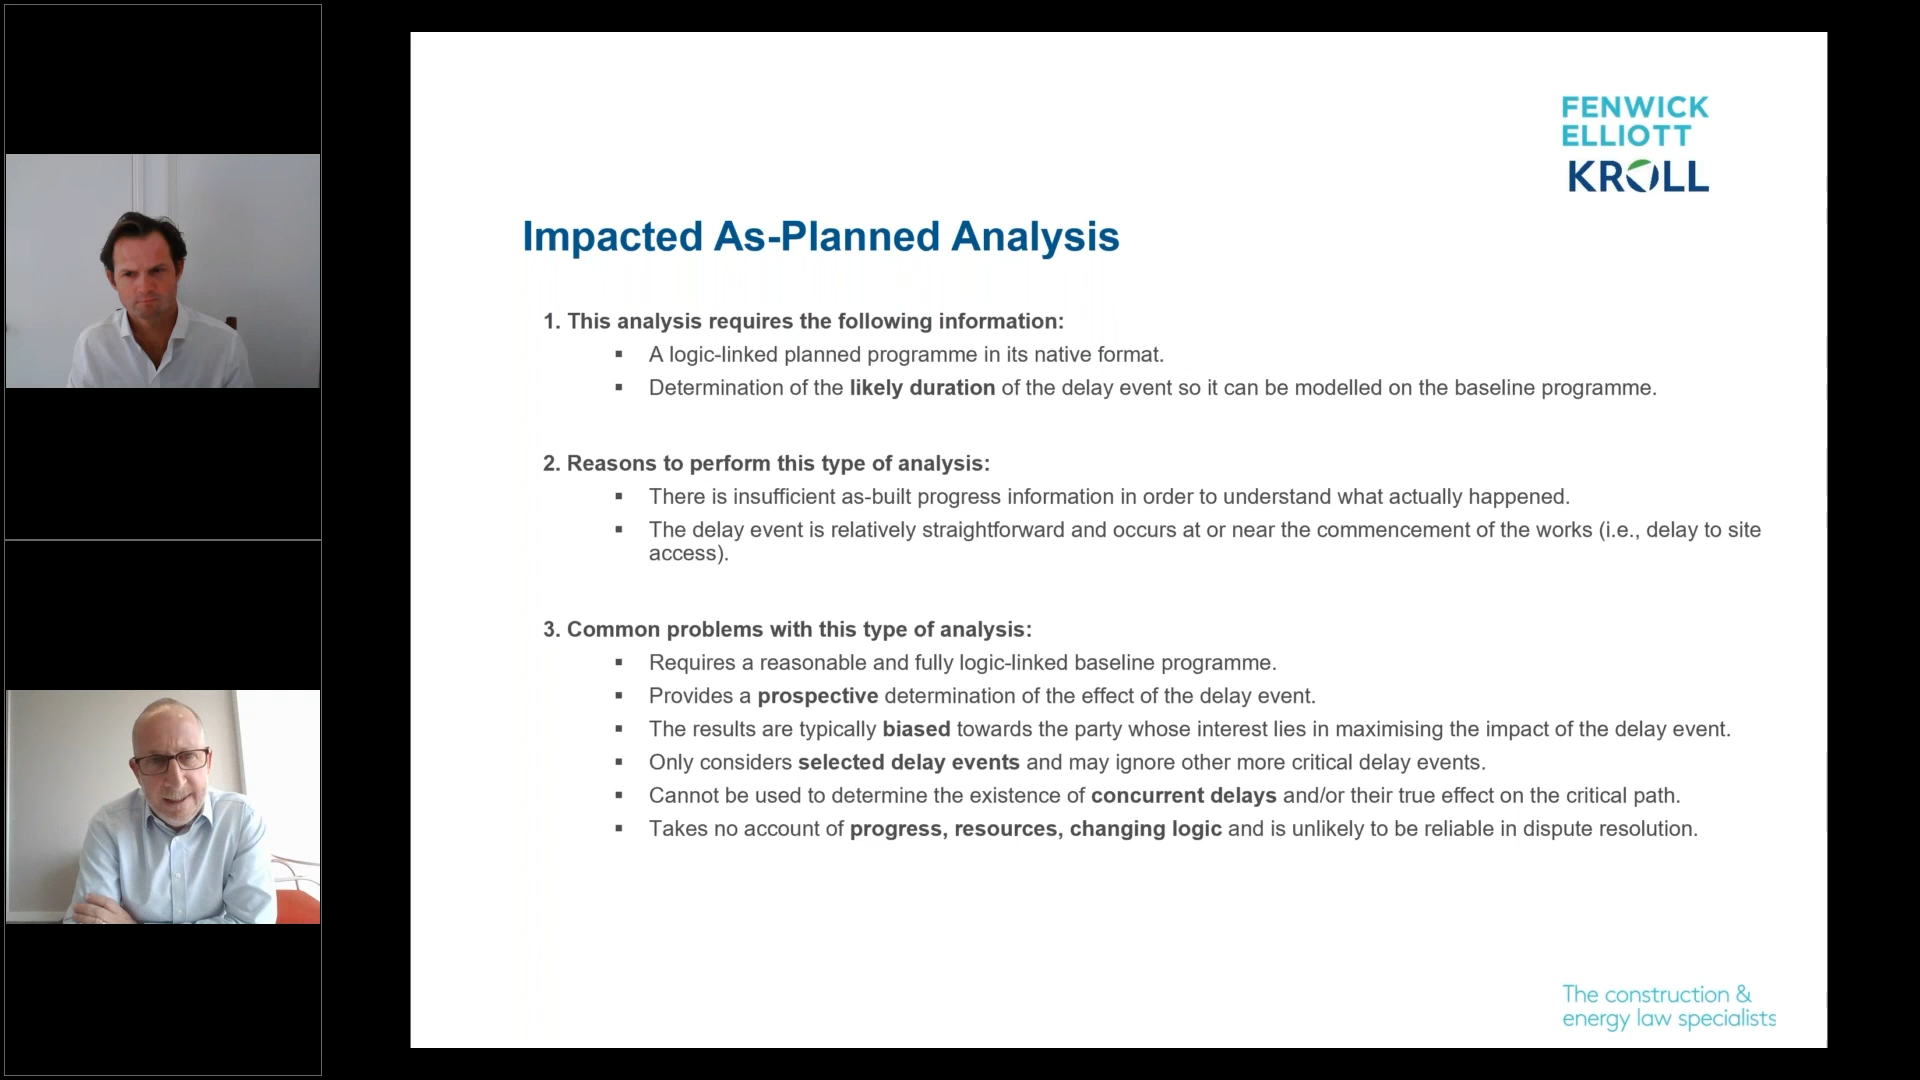 FENWICK
ELLIOTT
KROLL
Impacted As-Planned Analysis
1. This analysis requires the following information:
▪ A logic-linked planned programme in its native format.
▪ Determination of the likely duration of the delay event so it can be modelled on the baseline programme.
2. Reasons to perform this type of analysis:
▪ There is insufficient as-built progress information in order to understand what actually happened.
▪ The delay event is relatively straightforward and occurs at or near the commencement of the works (i.e., delay to site
access).
3. Common problems with this type of analysis:
▪ Requires a reasonable and fully logic-linked baseline programme.
▪ Provides a prospective determination of the effect of the delay event.
▪ The results are typically biased towards the party whose interest lies in maximising the impact of the delay event.
▪ Only considers selected delay events and may ignore other more critical delay events.
▪ Cannot be used to determine the existence of concurrent delays and/or their true effect on the critical path.
▪ Takes no account of progress, resources, changing logic and is unlikely to be reliable in dispute resolution.
The construction &
energy law specialists